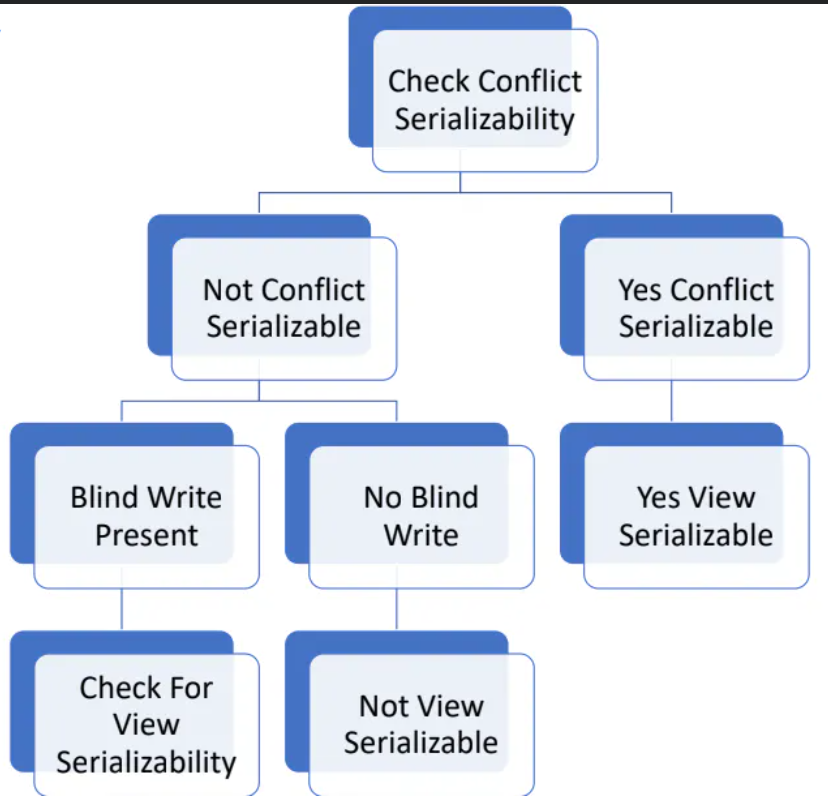 Check Conflict
Serializability
Not Conflict
Serializable
Yes Conflict
Serializable
Blind Write
Present
No Blind
Write
Yes View
Serializable
Check For
View
Serializability
Not View
Serializable